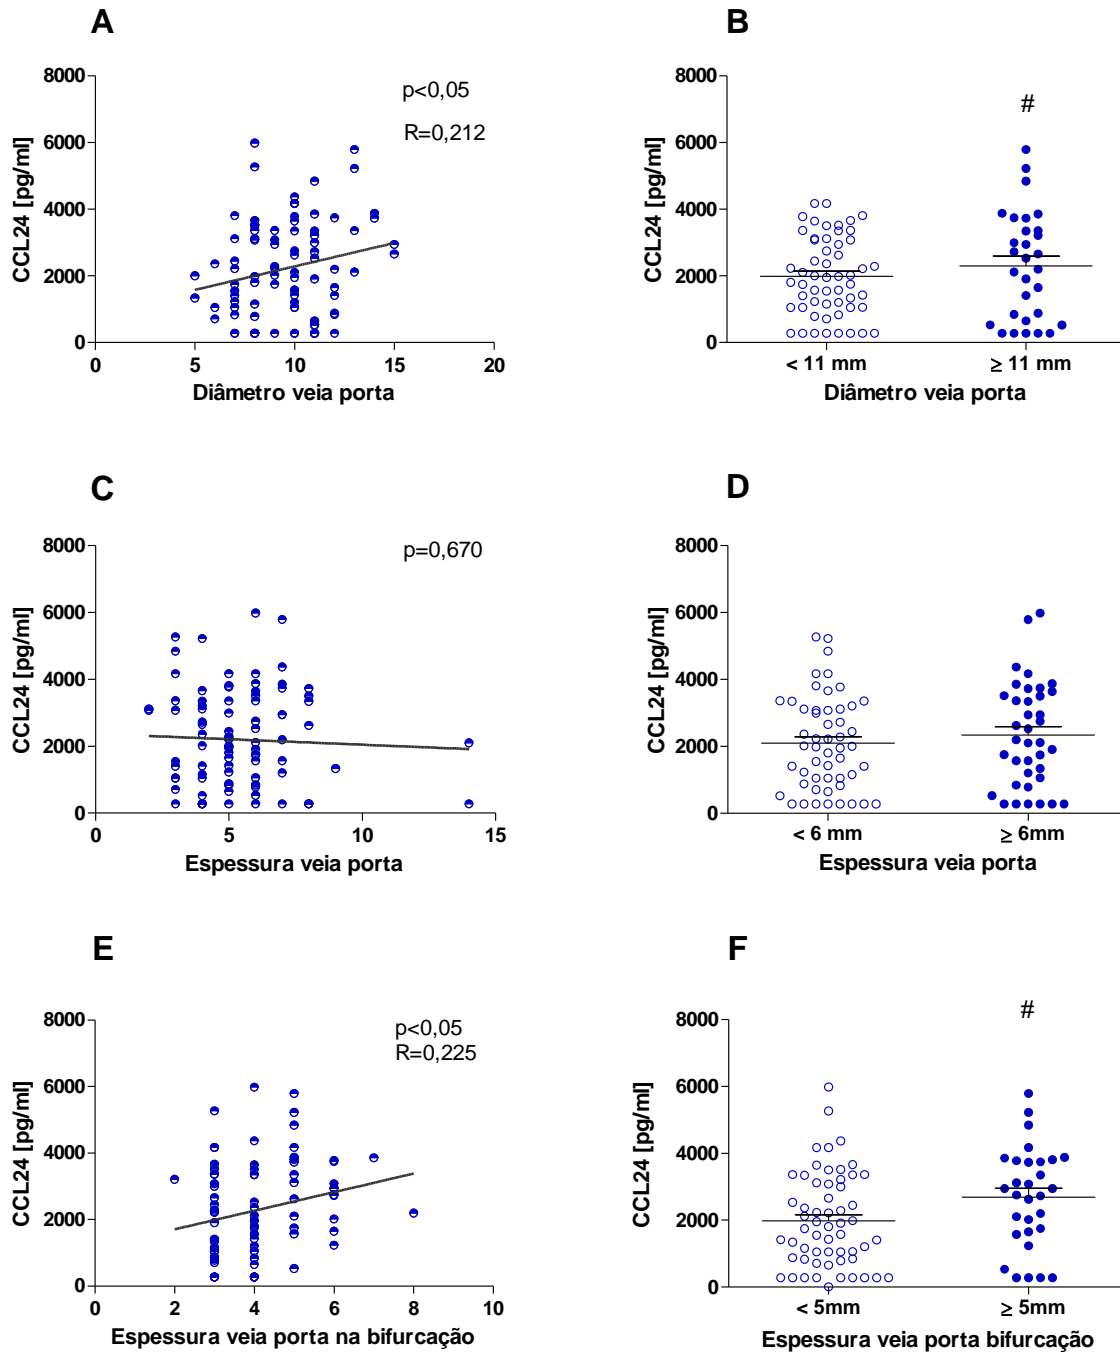 A
8000
6000
4000
2000
0
CCL24 [pg/ml]
p<0,05
R=0,212
0 5 10 15 20
Diâmetro veia porta
B
8000
6000
4000
2000
0
CCL24 [pg/ml]
#
< 11 mm ≥ 11 mm
Diâmetro veia porta
C
8000
6000
4000
2000
0
CCL24 [pg/ml]
p=0,670
0 5 10 15
Espessura veia porta
D
8000
6000
4000
2000
0
CCL24 [pg/ml]
< 6 mm ≥ 6mm
Espessura veia porta
E
8000
6000
4000
2000
0
CCL24 [pg/ml]
p<0,05
R=0,225
0 2 4 6 8 10
Espessura veia porta na bifurcação
F
8000
6000
4000
2000
0
CCL24 [pg/ml]
#
< 5mm ≥ 5mm
Espessura veia porta bifurcação